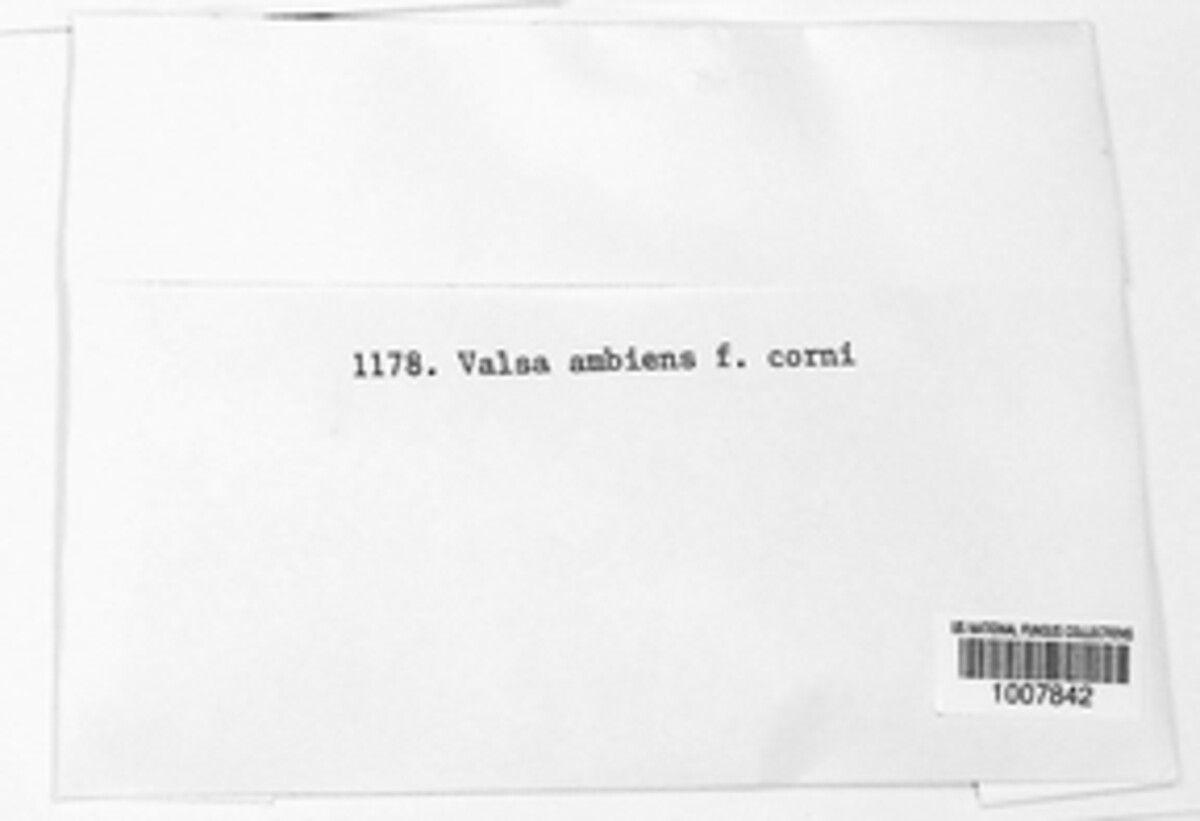 1178. Valsa ambiens f. corni
US NATIONAL FUNGUS COLLECTIONS
1007842